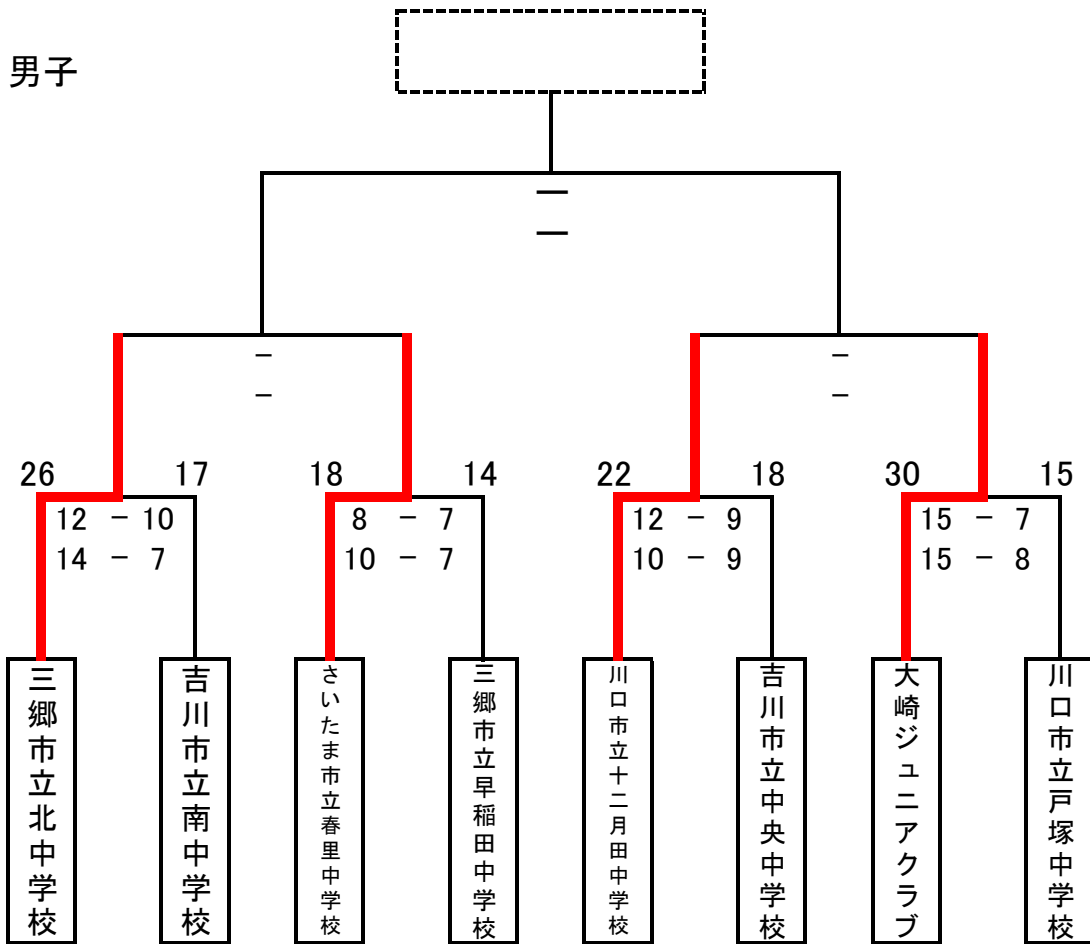 男子
―
―
－ －
－ －
26 17 18 14 22 18 30 15
12 － 10 8 － 7 12 － 9 15 － 7
14 － 7 10 － 7 10 － 9 15 － 8
三郷市立北中学校
吉川市立南中学校
さいたま市立春里中学校
三郷市立早稲田中学校
川口市立十二月田中学校
吉川市立中央中学校
大崎ジュニアクラブ
川口市立戸塚中学校